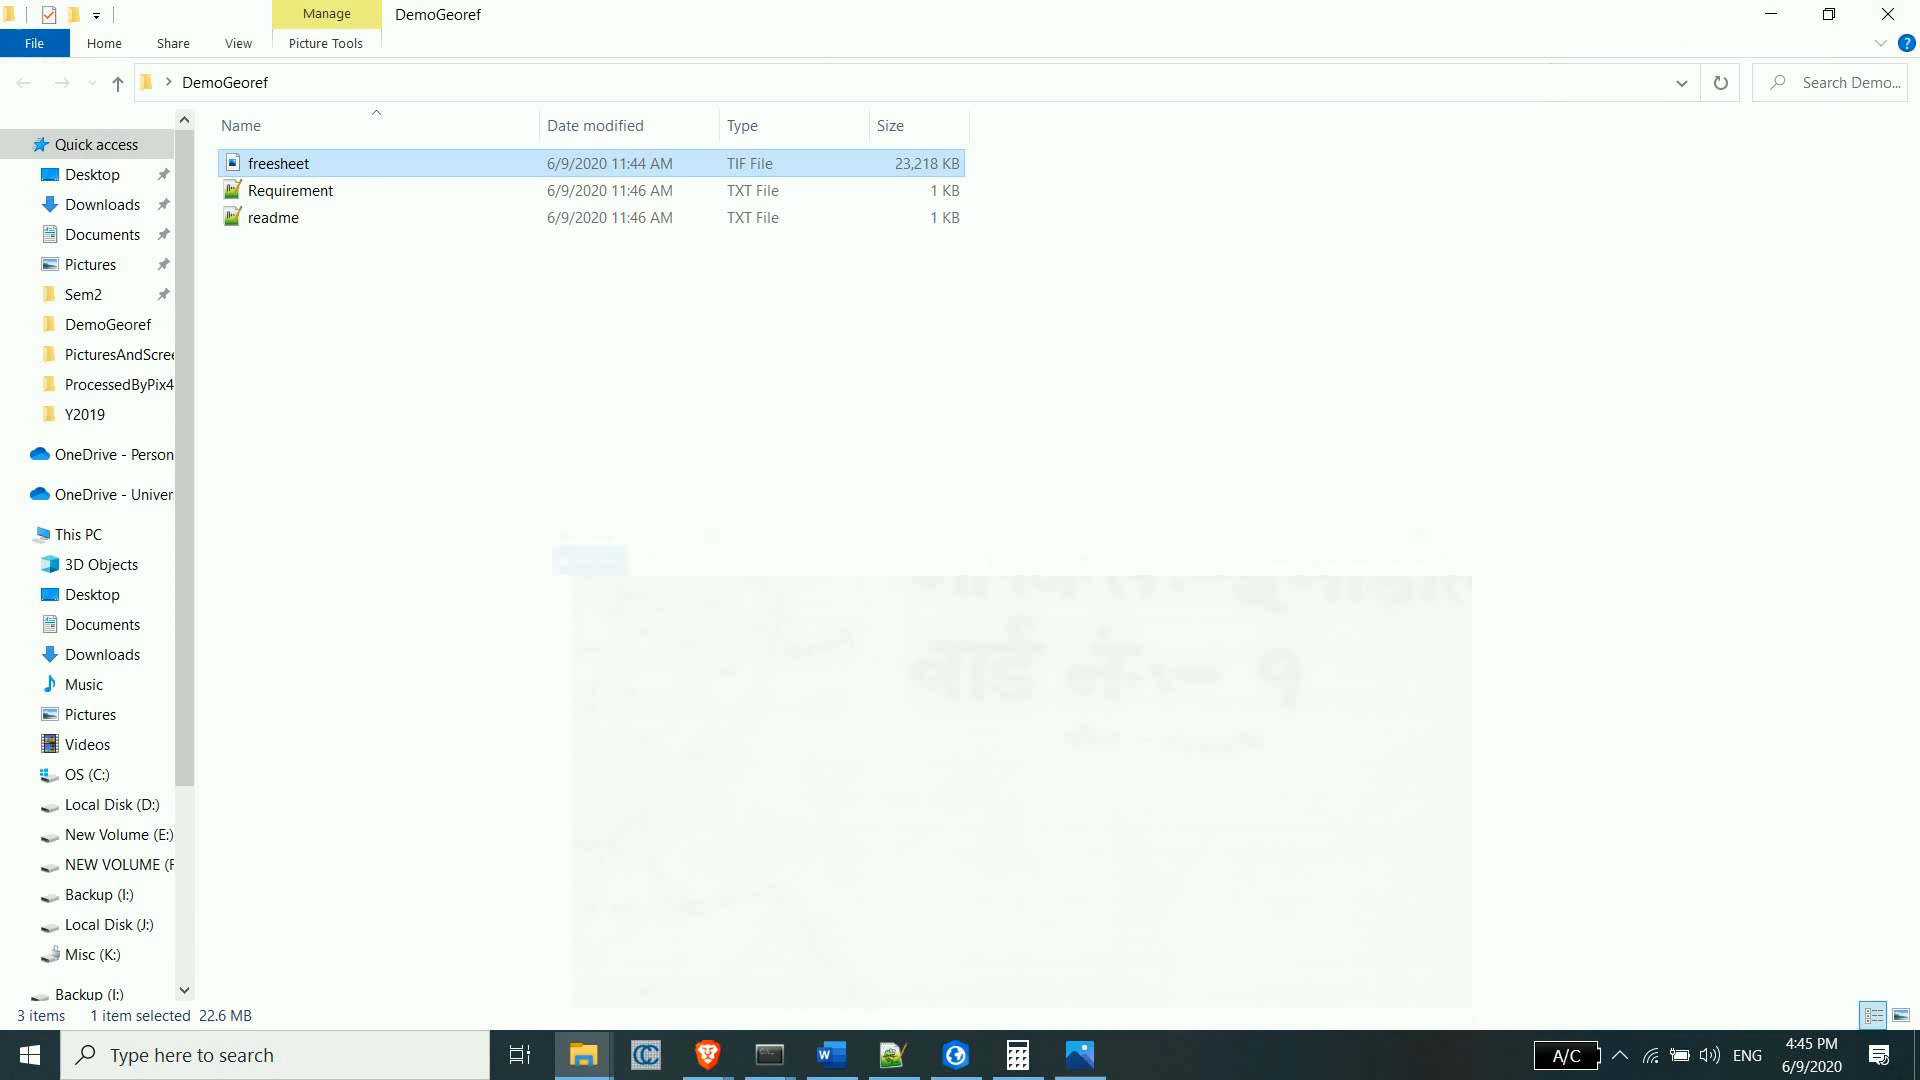 Manage
DemoGeoref
File
Home
Share
View
Picture Tools
DemoGeoref
Search Demo...
Name
Date modified
Type
Size
freesheet
6/9/2020 11:44 AM
TIF File
23,218 KB
Requirement
6/9/2020 11:46 AM
TXT File
1 KB
readme
6/9/2020 11:46 AM
TXT File
1 KB
Quick access
Desktop
Downloads
Documents
Pictures
Sem2
DemoGeoref
PicturesAndScree
ProcessedByPix4
Y2019
OneDrive - Person
OneDrive - Univer
This PC
3D Objects
Desktop
Documents
Downloads
Music
Pictures
Videos
OS (C:)
Local Disk (D:)
New Volume (E:)
NEW VOLUME (F
Backup (I:)
Local Disk (J:)
Misc (K:)
Backup (I:)
वार्ड नं:- १
3 items
1 item selected 22.6 MB
Type here to search
A/C
ENG
4:45 PM
6/9/2020